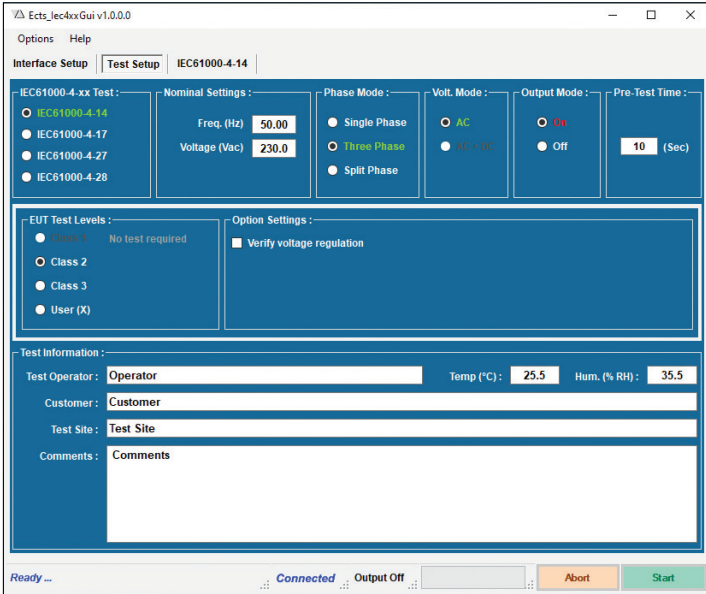 Ects_Iec4xxGui v1.0.0.0
Options Help
Interface Setup Test Setup IEC61000-4-14
IEC61000-4-xx Test :
IEC61000-4-14
IEC61000-4-17
IEC61000-4-27
IEC61000-4-28
Nominal Settings :
Freq. (Hz) 50.00
Voltage (Vac) 230.0
Phase Mode :
Single Phase
Three Phase
Split Phase
Volt. Mode :
AC
Output Mode :
On
Off
Pre-Test Time :
10 (Sec)
EUT Test Levels :
No test required
Class 2
Class 3
User (X)
Option Settings :
Verify voltage regulation
Test Information :
Test Operator : Operator Temp (°C) : 25.5 Hum. (% RH) : 35.5
Customer : Customer
Test Site : Test Site
Comments : Comments
Ready ... Connected Output Off Abort Start